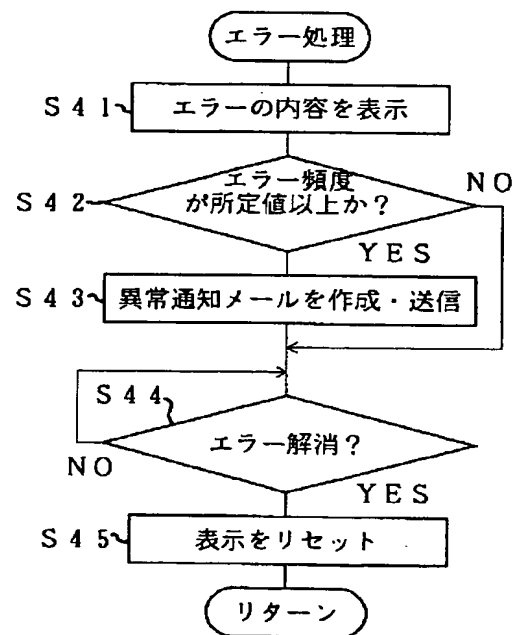 エラー処理
S41
エラーの内容を表示
エラー頻度
が所定値以上か?
NO
S42
YES
S43
異常通知メールを作成・送信
S44
エラー解消?
NO
YES
S45
表示をリセット
リターン